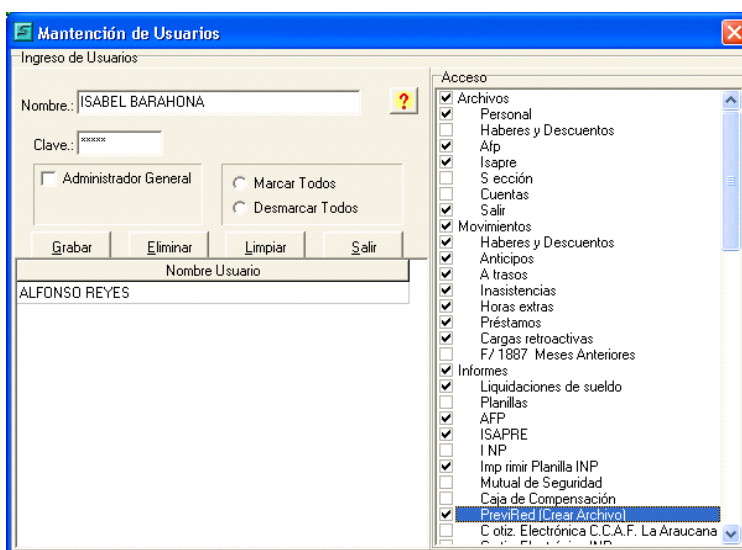 Mantención de Usuarios
Ingreso de Usuarios
Nombre.: ISABEL BARAHONA
?
Clave.: xxxxx
Administrador General
Marcar Todos
Desmarcar Todos
Grabar Eliminar Limpiar Salir
Nombre Usuario
ALFONSO REYES
Acceso
Archivos
Personal
Haberes y Descuentos
Afp
Isapre
S ección
Cuentas
Salir
Movimientos
Haberes y Descuentos
Anticipos
A trasos
Inasistencias
Horas extras
Préstamos
Cargas retroactivas
F/ 1887 Meses Anteriores
Informes
Liquidaciones de sueldo
Planillas
AFP
ISAPRE
I NP
Imp rimir Planilla INP
Mutual de Seguridad
Caja de Compensación
PreviRed (Crear Archivo)
C otiz. Electrónica C.C.A.F. La Araucana